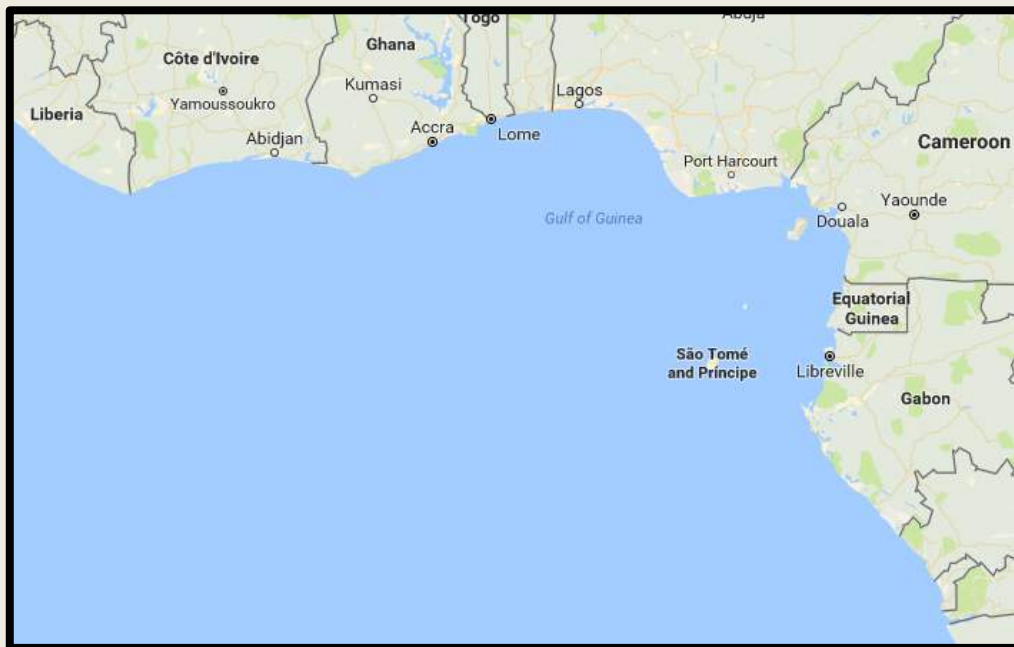 Togo
Abuja
Ghana
Côte d'Ivoire
Kumasi
Lagos
Yamoussoukro
Liberia
Accra
Lome
Abidjan
Cameroon
Port Harcourt
Yaounde
Gulf of Guinea
Douala
Equatorial
Guinea
São Tomé
and Príncipe
Libreville
Gabon